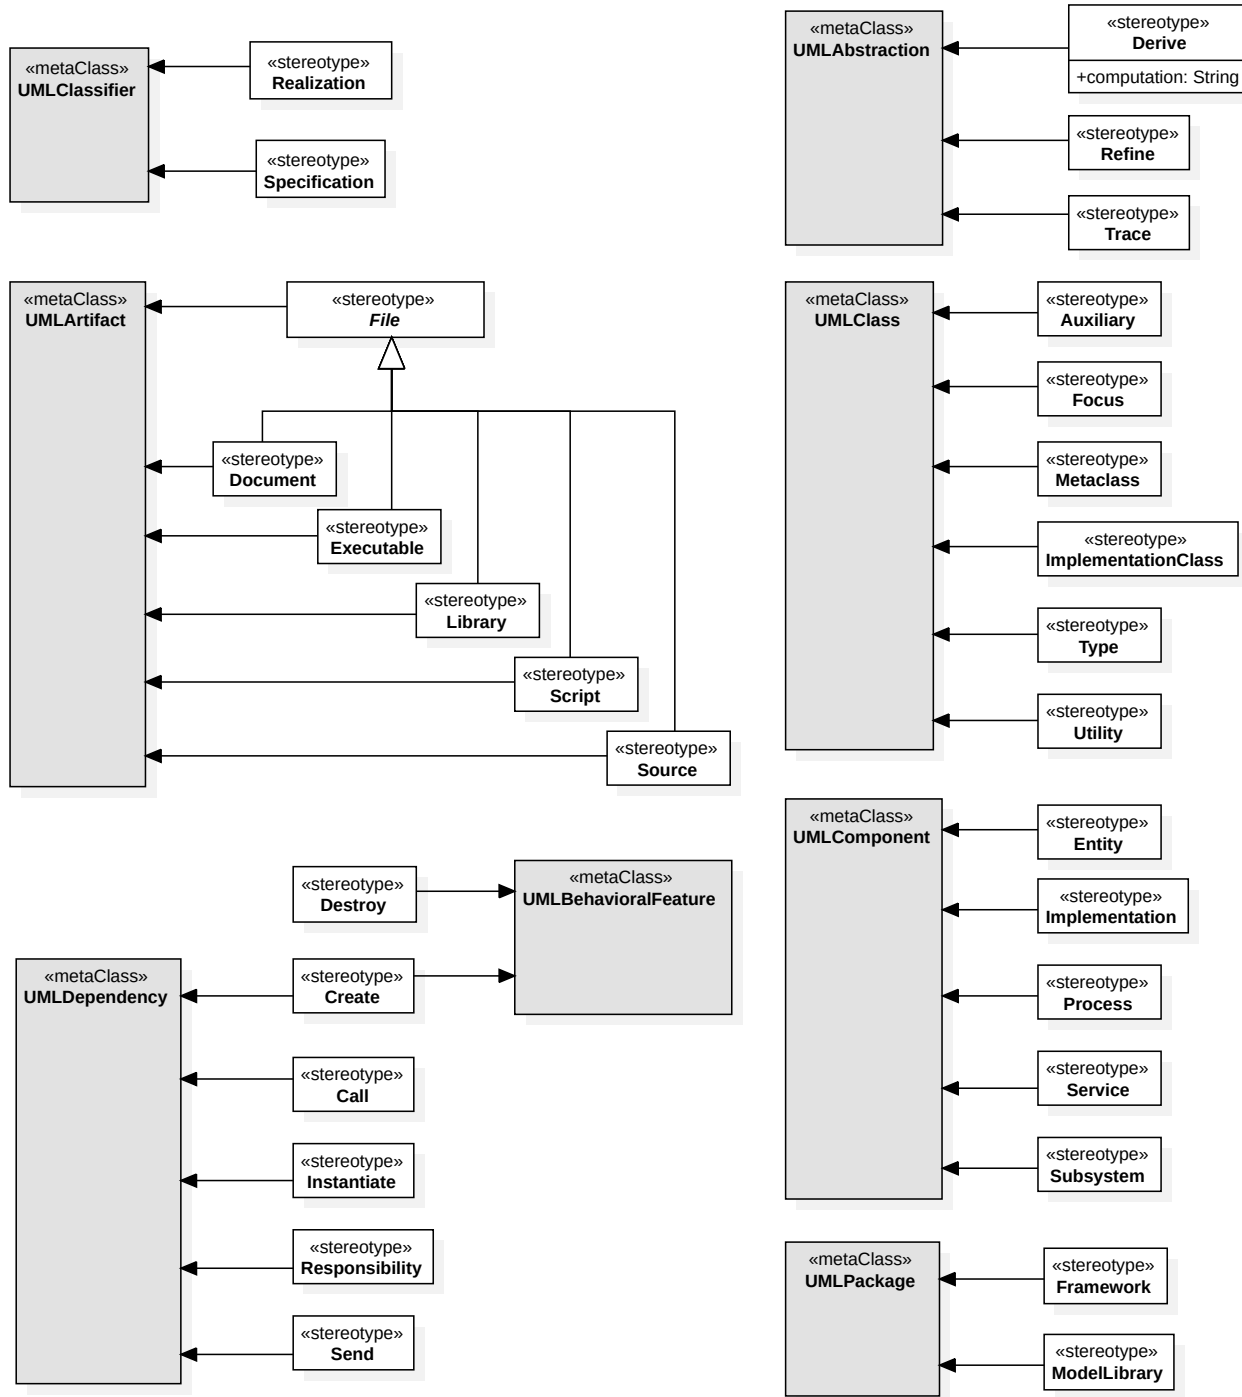 «metaClass»
UMLClassifier
«stereotype»
Realization
«stereotype»
Specification
«metaClass»
UMLAbstraction
«stereotype»
Derive
+computation: String
«stereotype»
Refine
«stereotype»
Trace
«metaClass»
UMLArtifact
«stereotype»
File
«stereotype»
Document
«stereotype»
Executable
«stereotype»
Library
«stereotype»
Script
«stereotype»
Source
«metaClass»
UMLClass
«stereotype»
Auxiliary
«stereotype»
Focus
«stereotype»
Metaclass
«stereotype»
ImplementationClass
«stereotype»
Type
«stereotype»
Utility
«stereotype»
Destroy
«metaClass»
UMLBehavioralFeature
«metaClass»
UMLDependency
«stereotype»
Create
«stereotype»
Call
«stereotype»
Instantiate
«stereotype»
Responsibility
«stereotype»
Send
«metaClass»
UMLComponent
«stereotype»
Entity
«stereotype»
Implementation
«stereotype»
Process
«stereotype»
Service
«stereotype»
Subsystem
«metaClass»
UMLPackage
«stereotype»
Framework
«stereotype»
ModelLibrary